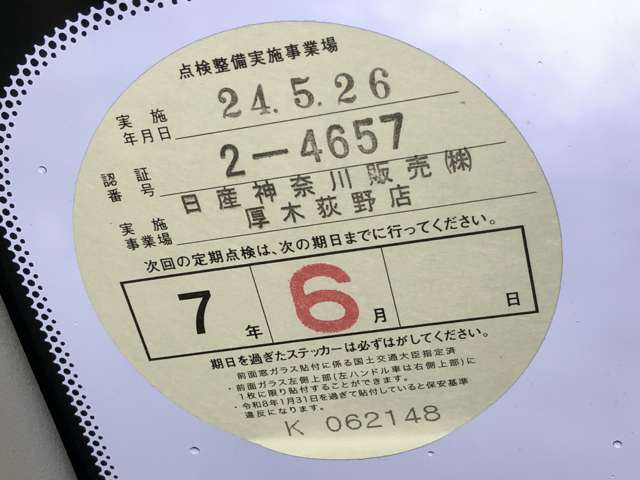 点検整備実施事業場
実施年月日 24.5.26
認証番号 2-4657
日産神奈川販売㈱
実施事業場 厚木荻野店
次回の定期点検は、次の期日までに行ってください。
7年 6月 日
期日を過ぎたステッカーは必ずはがしてください。
前面窓ガラス貼付に係る国土交通大臣指定済
・前面ガラス左側上部(左ハンドル車は右側上部)に
1枚に限り貼付することができます。
・令和8年1月31日を過ぎて貼付していると保安基準
違反になります。
K 062148